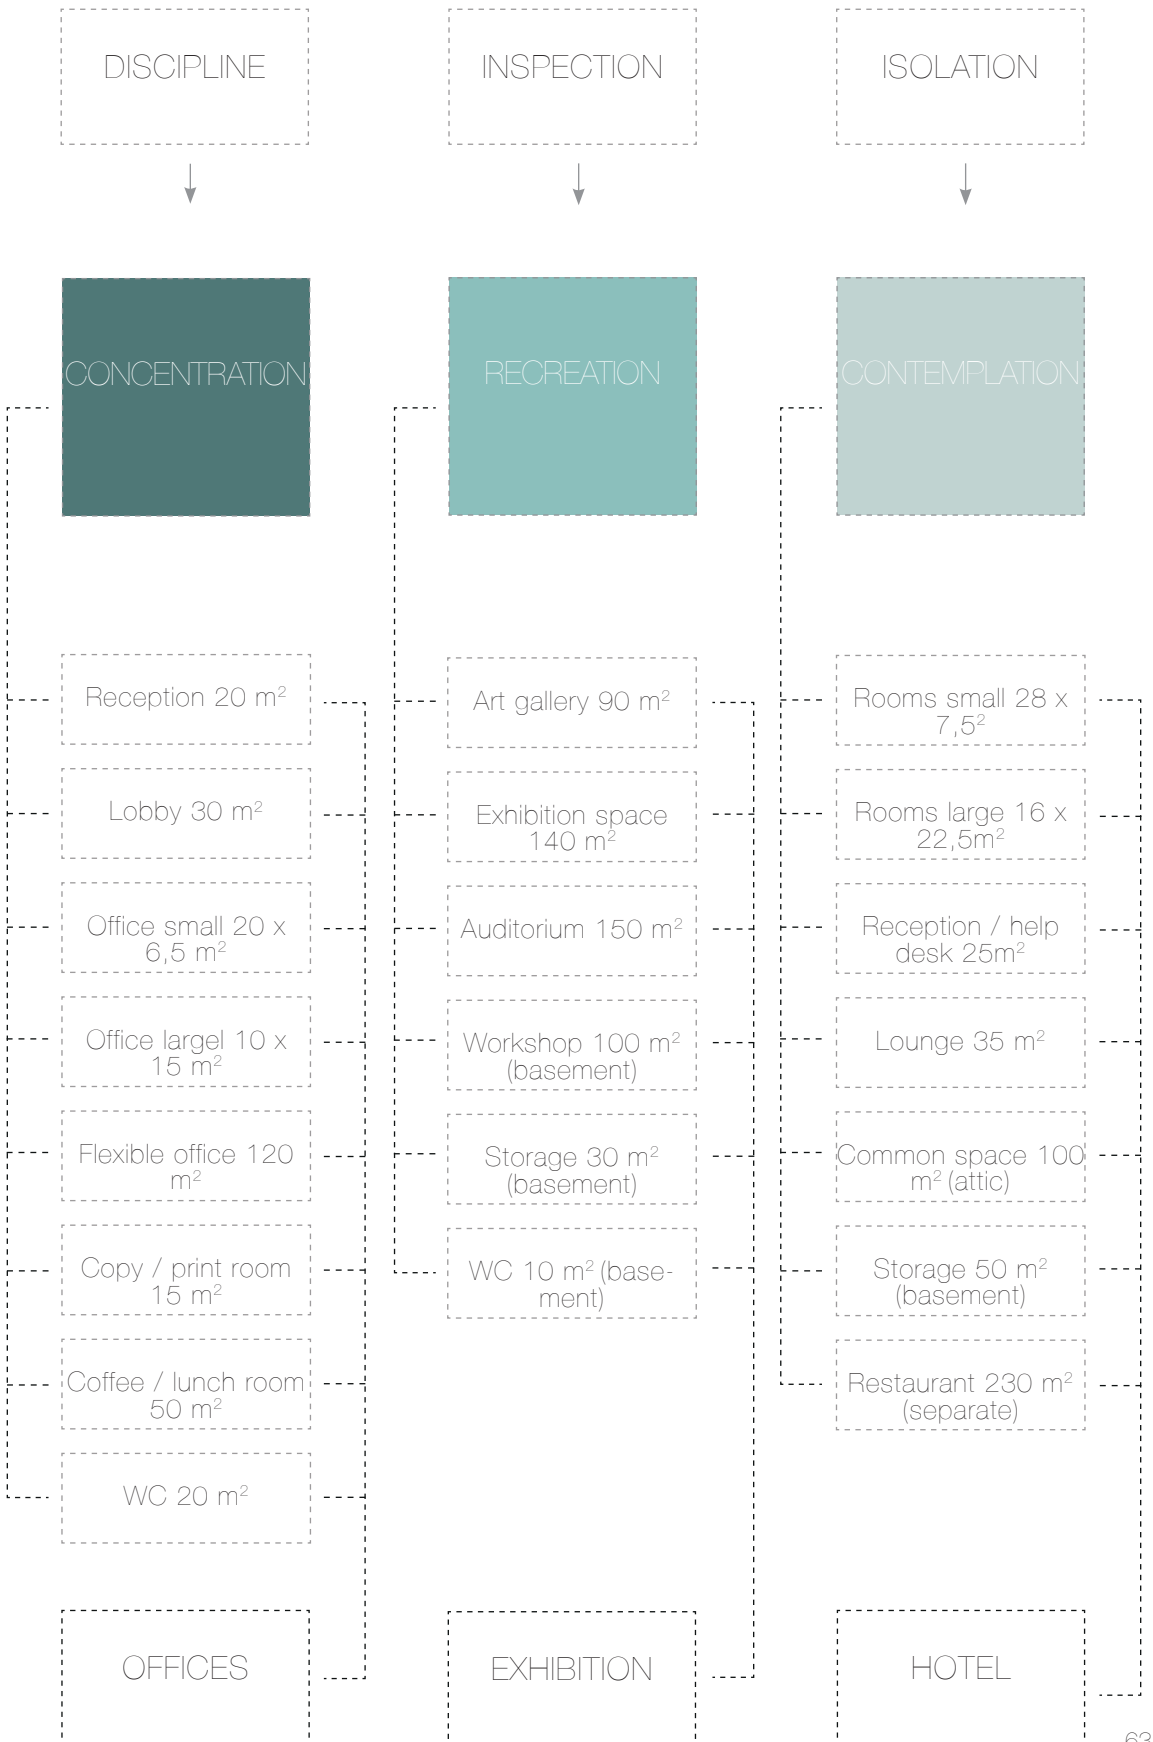 DISCIPLINE
INSPECTION
ISOLATION
CONCENTRATION
RECREATION
CONTEMPLATION
Reception 20 m²
Lobby 30 m²
Office small 20 x
6,5 m²
Office largel 10 x
15 m²
Flexible office 120
m²
Copy / print room
15 m²
Coffee / lunch room
50 m²
WC 20 m²
OFFICES
Art gallery 90 m²
Exhibition space
140 m²
Auditorium 150 m²
Workshop 100 m²
(basement)
Storage 30 m²
(basement)
WC 10 m² (base-
ment)
EXHIBITION
Rooms small 28 x
7,5²
Rooms large 16 x
22,5m²
Reception / help
desk 25m²
Lounge 35 m²
Common space 100
m² (attic)
Storage 50 m²
(basement)
Restaurant 230 m²
(separate)
HOTEL
63